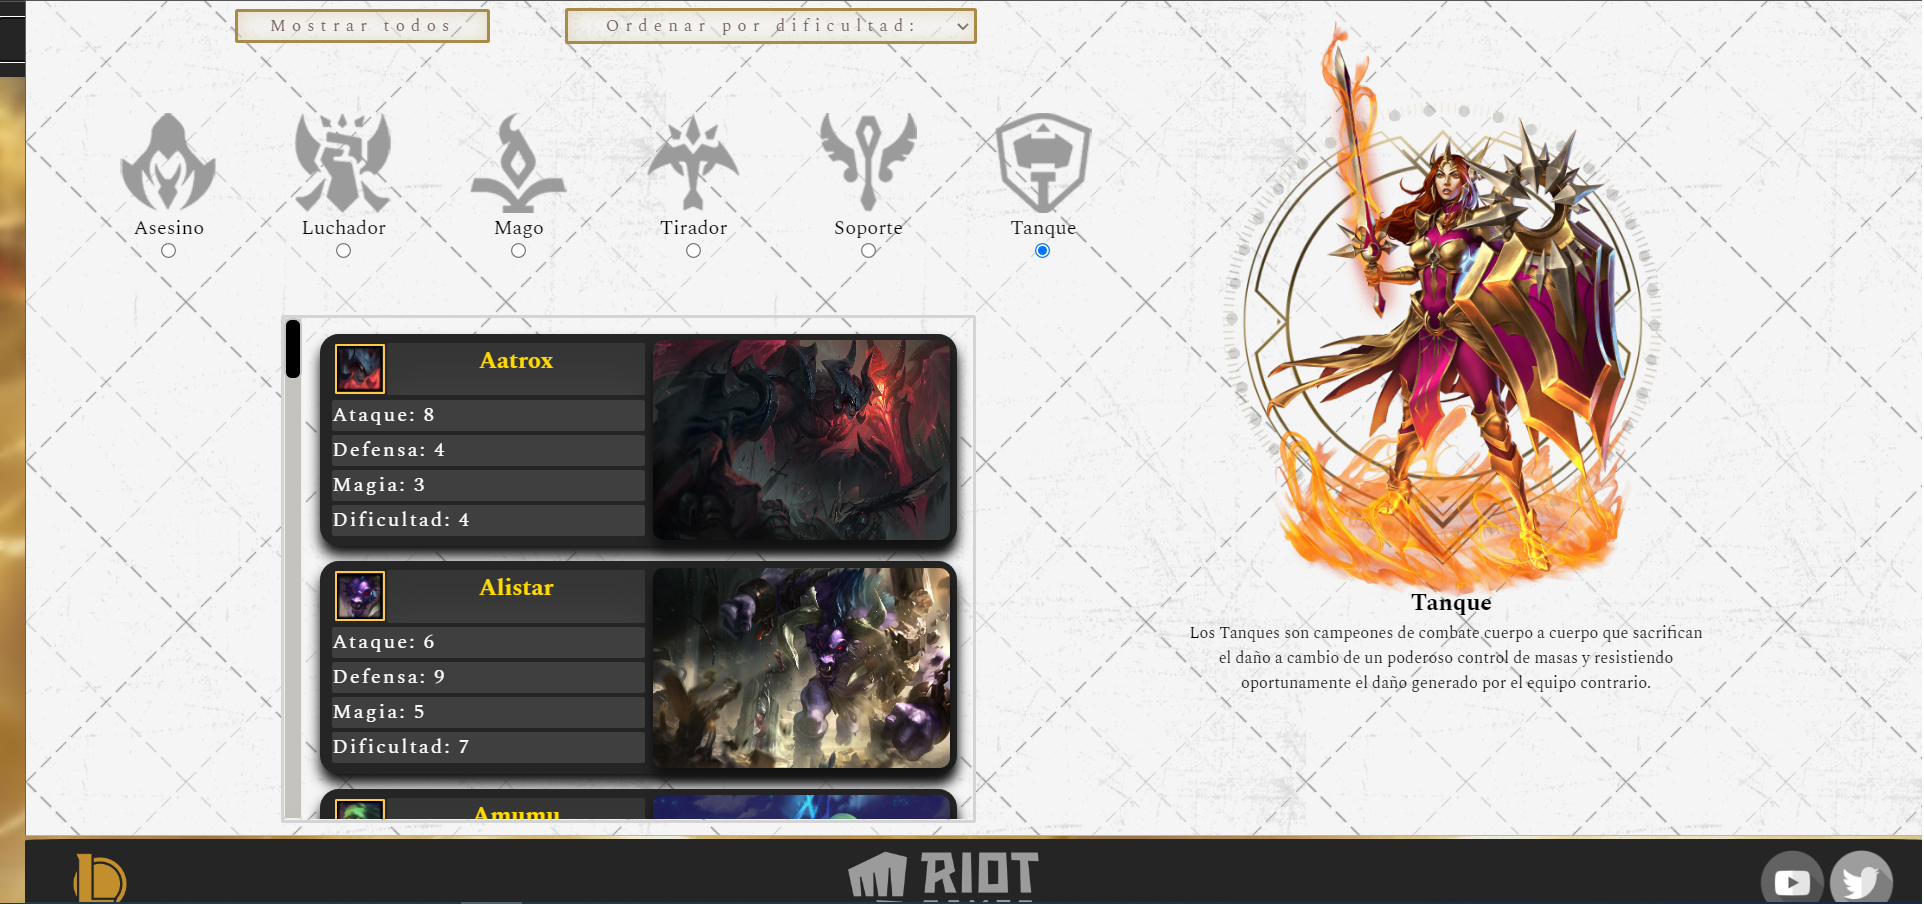 Mostrar todos
Ordenar por dificultad:
Asesino
Luchador
Mago
Tirador
Soporte
Tanque
Aatrox
Ataque: 8
Defensa: 4
Magia: 3
Dificultad: 4
Alistar
Ataque: 6
Defensa: 9
Magia: 5
Dificultad: 7
Amumu
Tanque
Los Tanques son campeones de combate cuerpo a cuerpo que sacrifican
el daño a cambio de un poderoso control de masas y resistiendo
oportunamente el daño generado por el equipo contrario.
RIOT